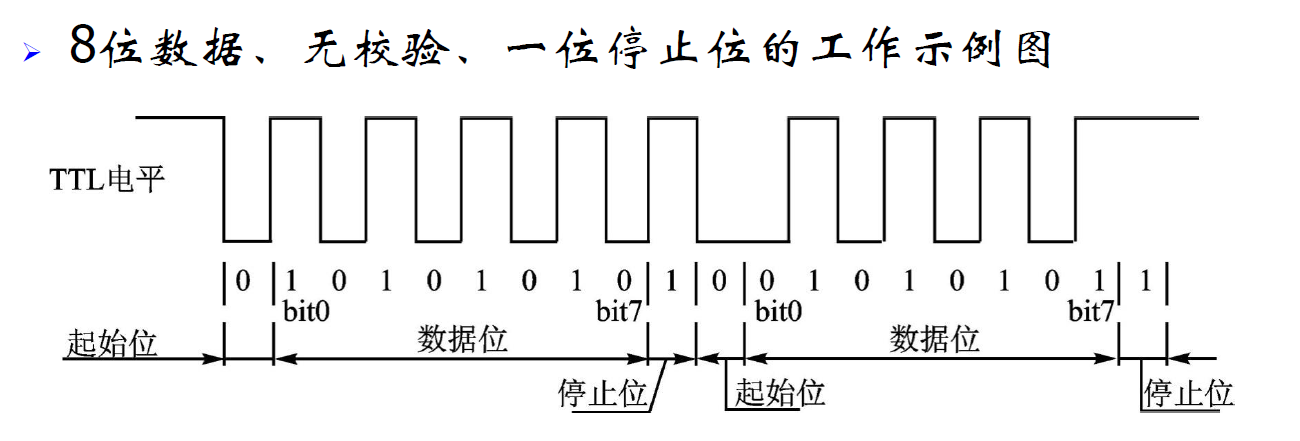 8位数据、无校验、一位停止位的工作示例图
TTL电平
0 1 0 1 0 1 0 1 0 1 0 0 1 0 1 0 1 0 1 1
bit0 bit7 bit0 bit7
起始位 数据位 数据位
停止位 起始位 停止位